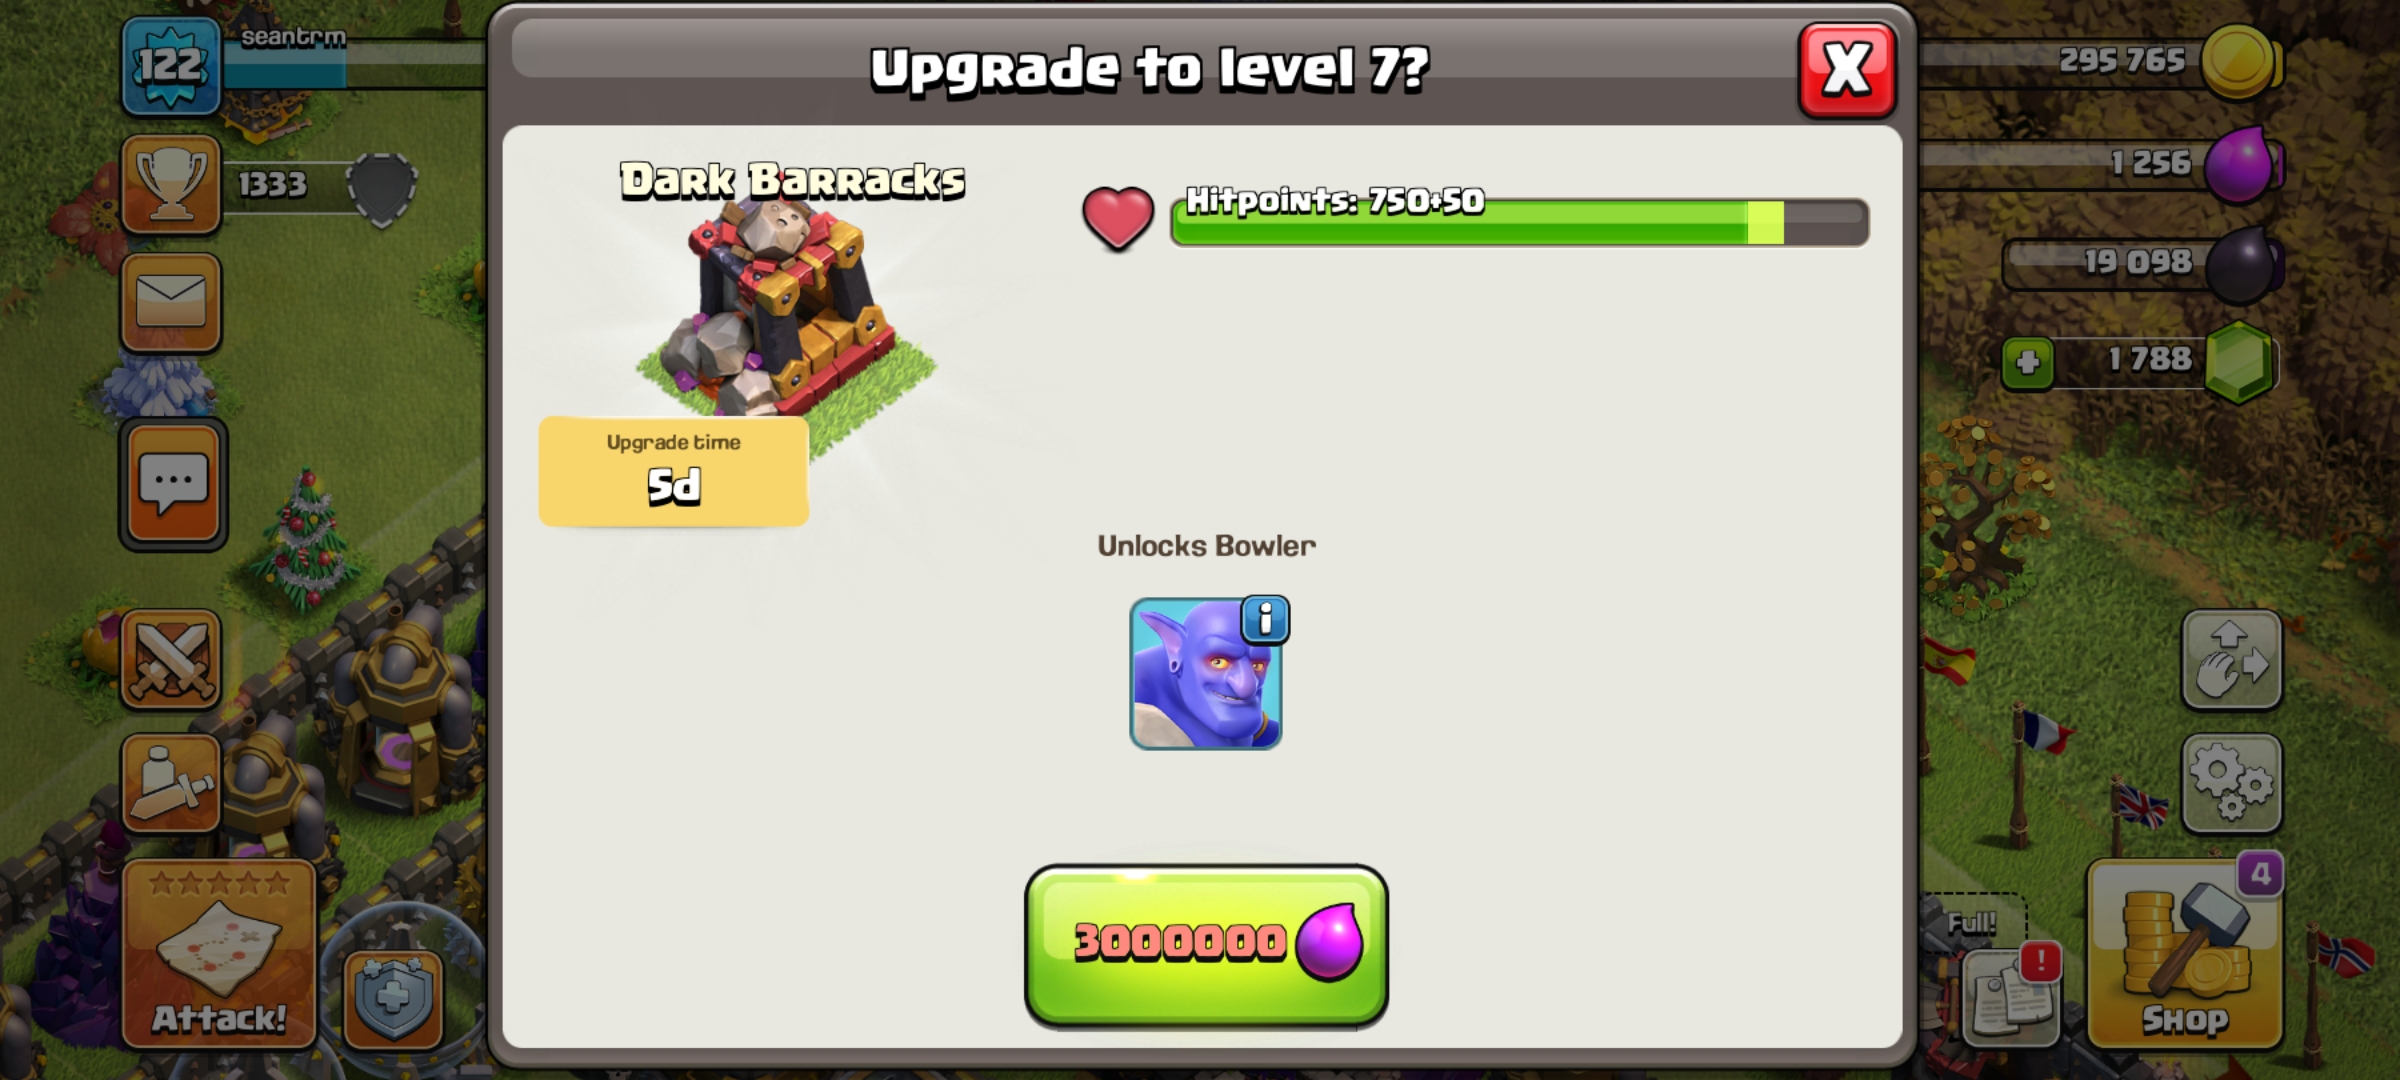 Upgrade to level 7?
X
122
seantrm
1333
295 765
1 256
19 098
1 788
Dark Barracks
Hitpoints: 750+50
Upgrade time
5d
Unlocks Bowler
i
3000000
Attack!
Full!
!
4
Shop